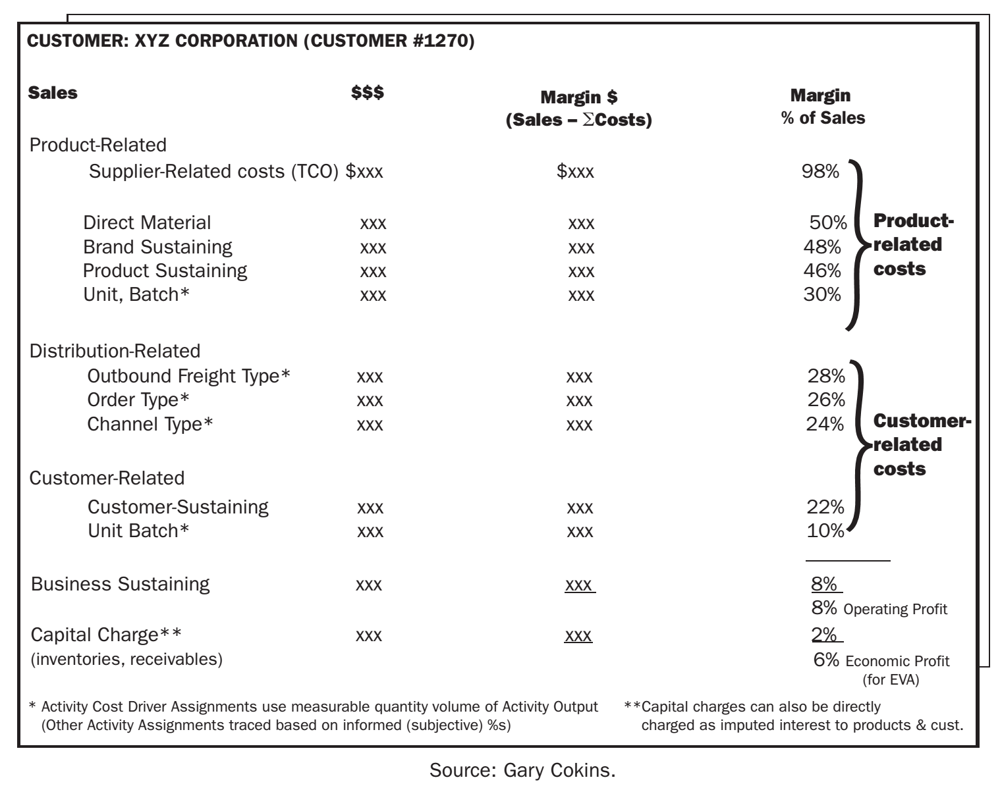 CUSTOMER: XYZ CORPORATION (CUSTOMER #1270)
Sales $$$ Margin $ Margin
(Sales – ΣCosts) % of Sales
Product-Related
Supplier-Related costs (TCO) $xxx $xxx 98%
Direct Material xxx xxx 50% Product-
Brand Sustaining xxx xxx 48% related
Product Sustaining xxx xxx 46% costs
Unit, Batch* xxx xxx 30%
Distribution-Related
Outbound Freight Type* xxx xxx 28%
Order Type* xxx xxx 26%
Channel Type* xxx xxx 24% Customer-
related
costs
Customer-Related
Customer-Sustaining xxx xxx 22%
Unit Batch* xxx xxx 10%
Business Sustaining xxx xxx 8%
8% Operating Profit
Capital Charge** xxx xxx 2%
(inventories, receivables) 6% Economic Profit
(for EVA)
* Activity Cost Driver Assignments use measurable quantity volume of Activity Output
(Other Activity Assignments traced based on informed (subjective) %s)
**Capital charges can also be directly
charged as imputed interest to products & cust.
Source: Gary Cokins.